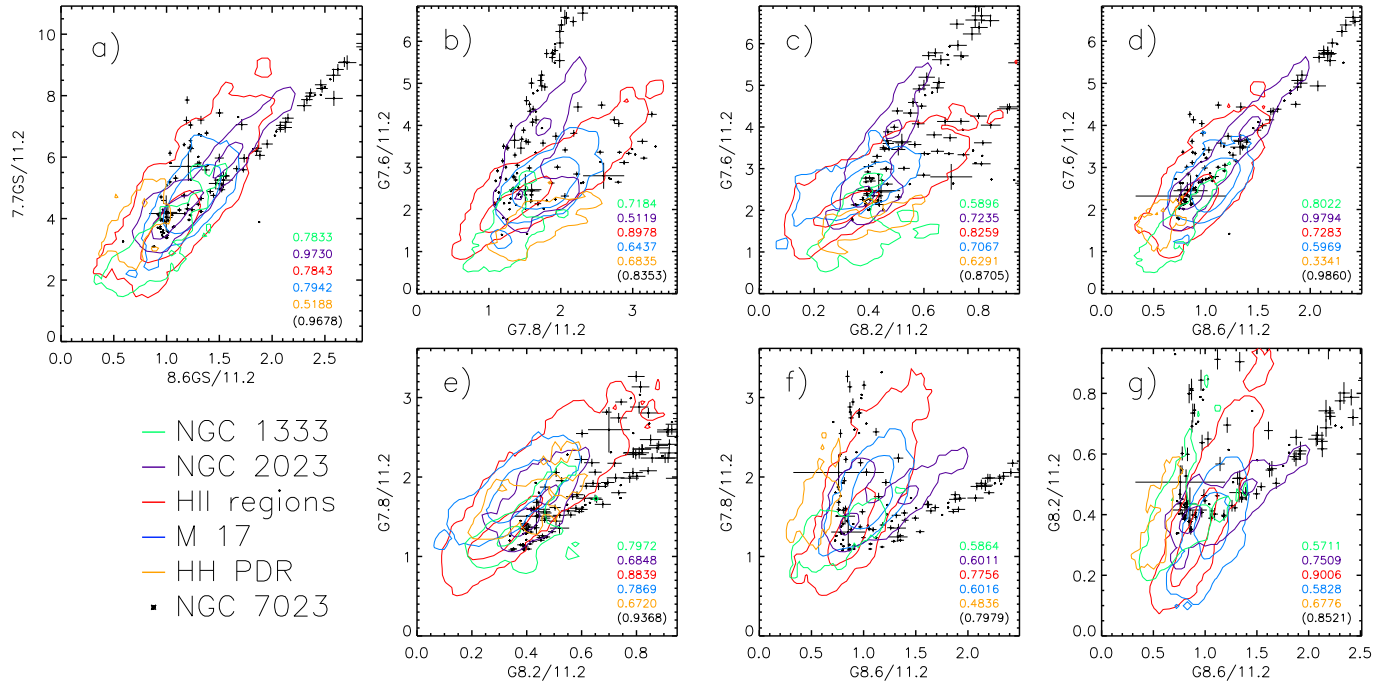 a)
10
8
6
4
2
0
7.7GS/11.2
0.7833
0.9730
0.7843
0.7942
0.5188
(0.9678)
0.0 0.5 1.0 1.5 2.0 2.5
8.6GS/11.2
b)
6
5
4
3
2
1
0
G7.6/11.2
0.7184
0.5119
0.8978
0.6437
0.6835
(0.8353)
0 1 2 3
G7.8/11.2
c)
6
5
4
3
2
1
0
G7.6/11.2
0.5896
0.7235
0.8259
0.7067
0.6291
(0.8705)
0.0 0.2 0.4 0.6 0.8
G8.2/11.2
d)
6
5
4
3
2
1
0
G7.6/11.2
0.8022
0.9794
0.7283
0.5969
0.3341
(0.9860)
0.0 0.5 1.0 1.5 2.0 2.5
G8.6/11.2
NGC 1333
NGC 2023
HII regions
M 17
HH PDR
NGC 7023
e)
3
2
1
0
G7.8/11.2
0.7972
0.6848
0.8839
0.7869
0.6720
(0.9368)
0.0 0.2 0.4 0.6 0.8
G8.2/11.2
f)
3
2
1
0
G7.8/11.2
0.5864
0.6011
0.7756
0.6016
0.4836
(0.7979)
0.0 0.5 1.0 1.5 2.0
G8.6/11.2
g)
0.8
0.6
0.4
0.2
0.0
G8.2/11.2
0.5711
0.7509
0.9006
0.5828
0.6776
(0.8521)
0.0 0.5 1.0 1.5 2.0 2.5
G8.6/11.2